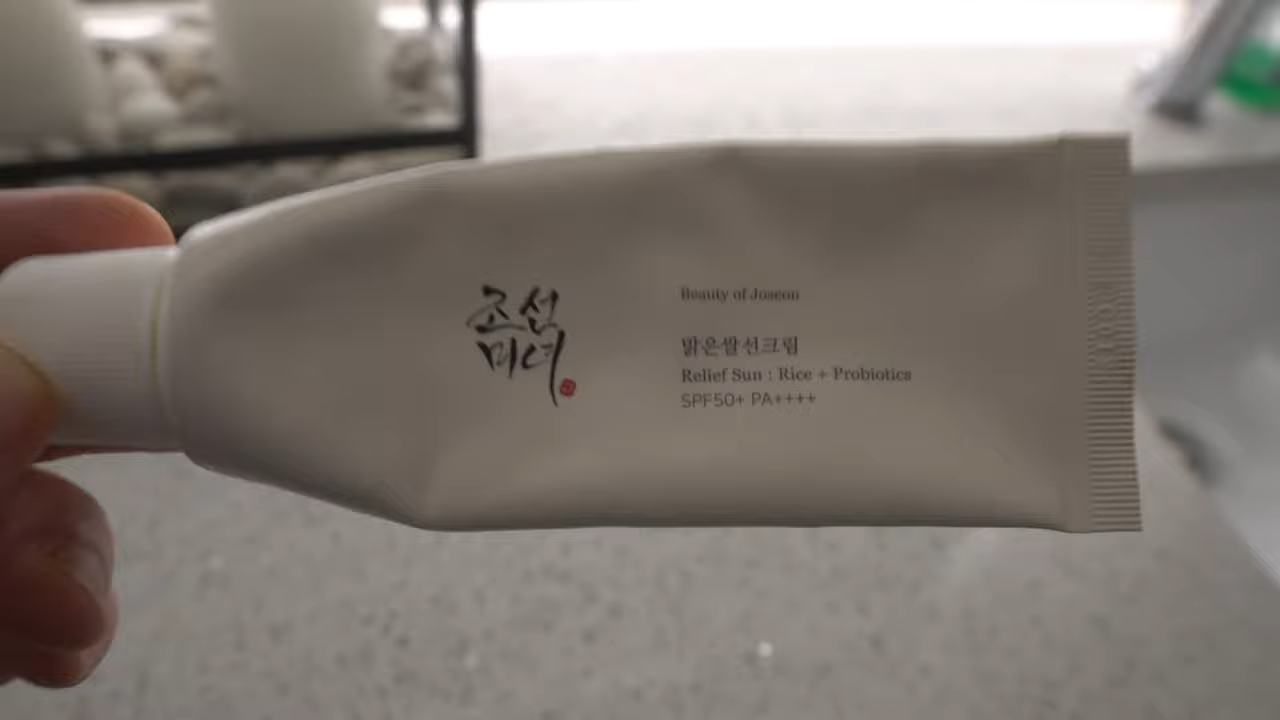 조선
미녀
Beauty of Joseon
맑은쌀선크림
Relief Sun : Rice + Probiotics
SPF50+ PA++++